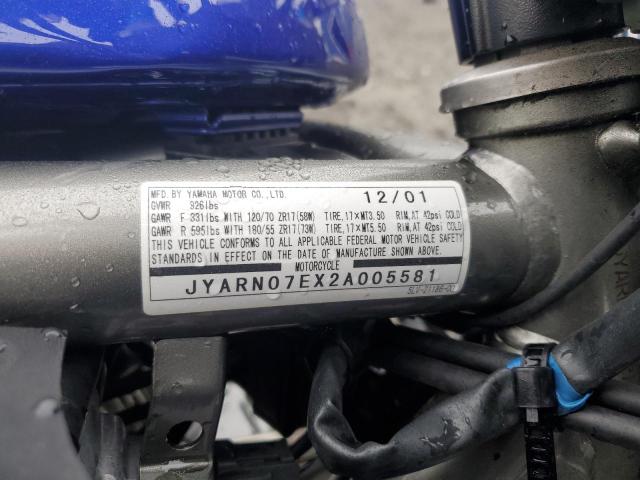 MFD. BY YAMAHA MOTOR CO., LTD. 12/01
GVWR 926lbs
GAWR F 331lbs WITH 120/70 ZR17(58W) TIRE, 17×MT3.50 RIM, AT 42psi COLD
GAWR R 595lbs WITH 180/55 ZR17(73W) TIRE, 17×MT5.50 RIM, AT 42psi COLD
THIS VEHICLE CONFORMS TO ALL APPLICABLE FEDERAL MOTOR VEHICLE SAFETY
STANDARDS IN EFFECT ON THE DATE OF MANUFACTURE SHOWN ABOVE.
MOTORCYCLE
JYARN07EX2A005581